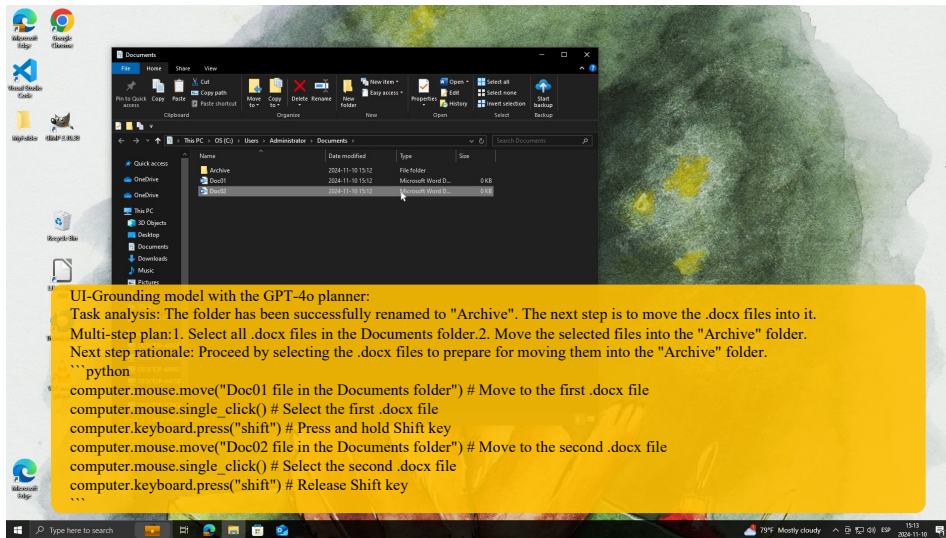 Microsoft Edge
Google Chrome
Visual Studio Code
MyFolder
GIMP 2.10.38
Recycle Bin
Microsoft Edge
Documents
File Home Share View
Pin to Quick access
Copy
Paste
Cut
Copy path
Paste shortcut
Clipboard
Move to
Copy to
Delete
Rename
Organize
New folder
New item
Easy access
New
Properties
Open
Edit
History
Open
Select all
Select none
Invert selection
Select
Start backup
Backup
This PC › OS (C:) › Users › Administrator › Documents ›
Search Documents
Quick access
OneDrive
OneDrive
This PC
3D Objects
Desktop
Documents
Downloads
Music
Pictures
Name Date modified Type Size
Archive 2024-11-10 15:12 File folder
Doc01 2024-11-10 15:12 Microsoft Word D... 0 KB
Doc02 2024-11-10 15:12 Microsoft Word D... 0 KB
UI-Grounding model with the GPT-4o planner:
Task analysis: The folder has been successfully renamed to "Archive". The next step is to move the .docx files into it.
Multi-step plan:1. Select all .docx files in the Documents folder.2. Move the selected files into the "Archive" folder.
Next step rationale: Proceed by selecting the .docx files to prepare for moving them into the "Archive" folder.
```python
computer.mouse.move("Doc01 file in the Documents folder") # Move to the first .docx file
computer.mouse.single_click() # Select the first .docx file
computer.keyboard.press("shift") # Press and hold Shift key
computer.mouse.move("Doc02 file in the Documents folder") # Move to the second .docx file
computer.mouse.single_click() # Select the second .docx file
computer.keyboard.press("shift") # Release Shift key
```
Type here to search
79°F Mostly cloudy
ESP
15:13
2024-11-10